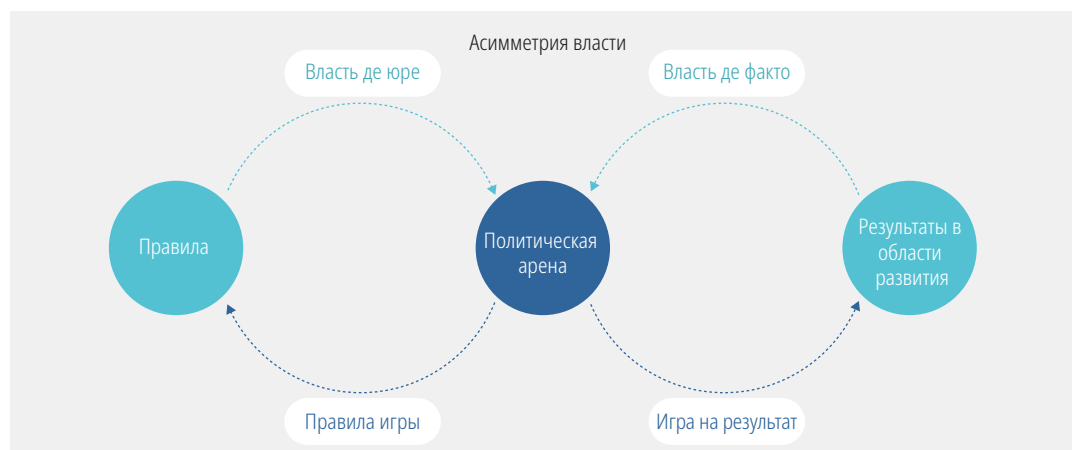 Асимметрия власти
Власть де юре
Власть де факто
Правила
Политическая
арена
Результаты в
области
развития
Правила игры
Игра на результат